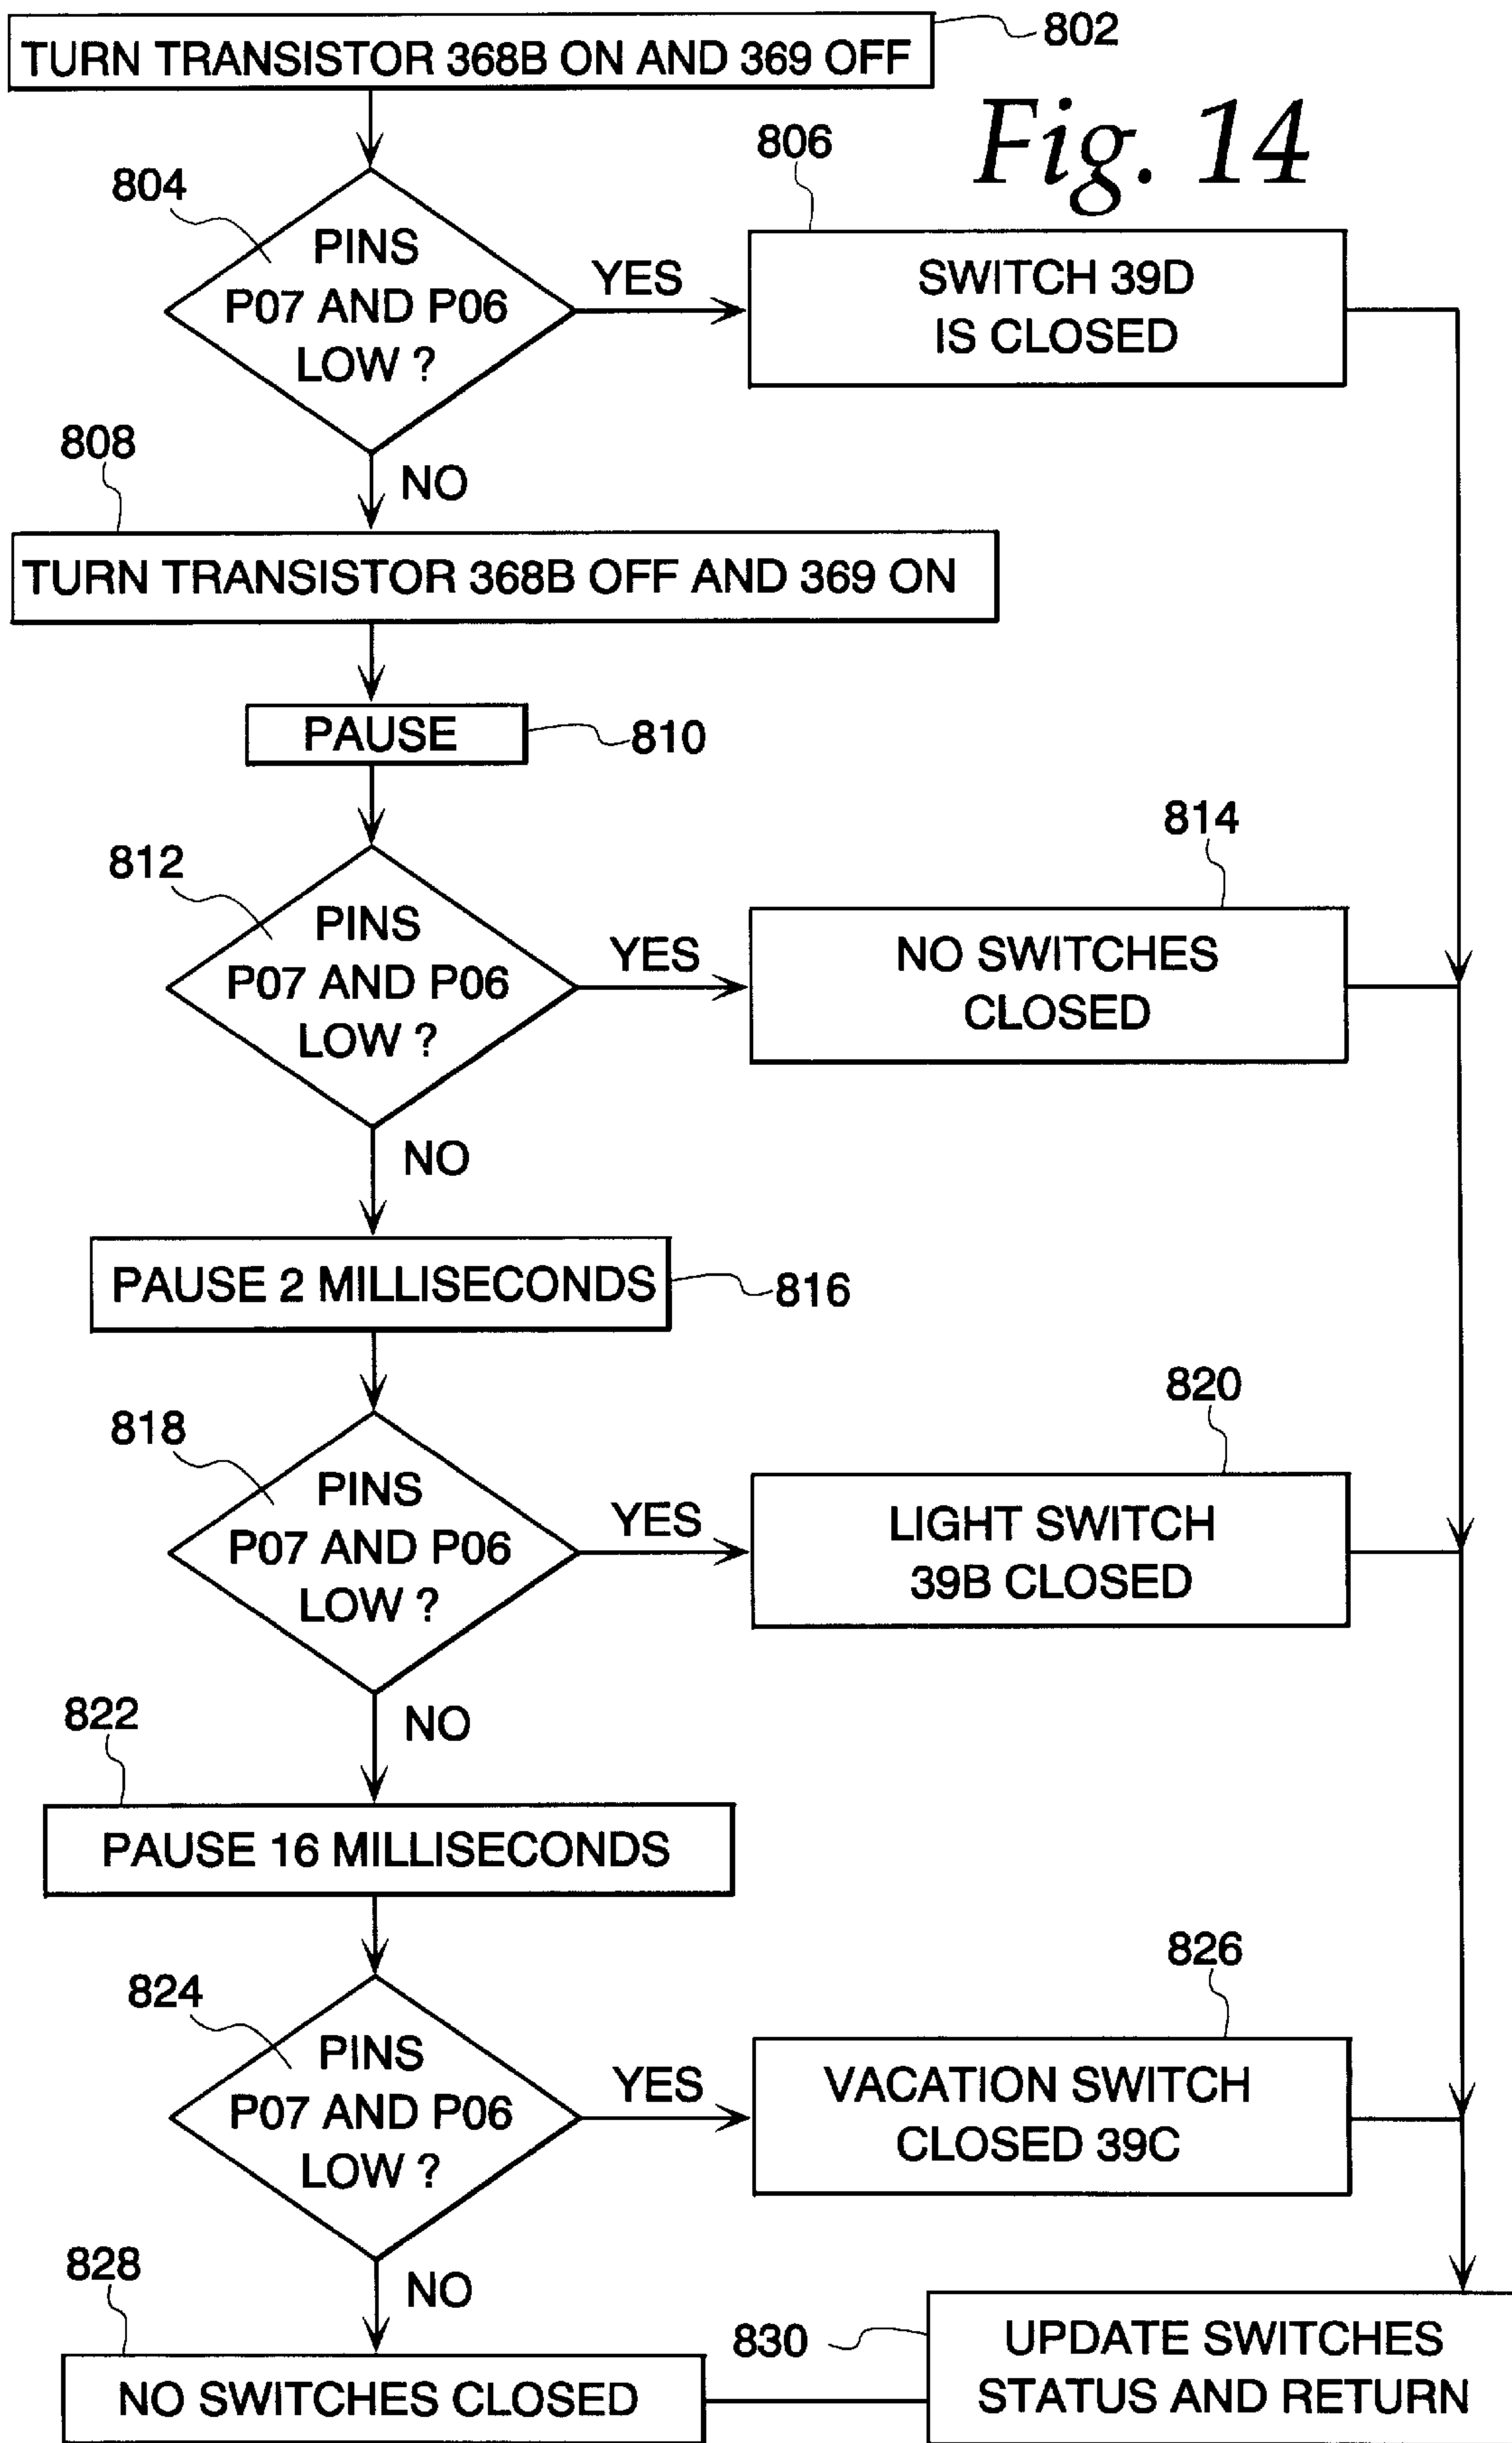 TURN TRANSISTOR 368B ON AND 369 OFF
802
Fig. 14
804
PINS
P07 AND P06
LOW ?
YES
806
SWITCH 39D
IS CLOSED
NO
808
TURN TRANSISTOR 368B OFF AND 369 ON
PAUSE
810
812
PINS
P07 AND P06
LOW ?
YES
814
NO SWITCHES
CLOSED
NO
PAUSE 2 MILLISECONDS
816
818
PINS
P07 AND P06
LOW ?
YES
820
LIGHT SWITCH
39B CLOSED
NO
822
PAUSE 16 MILLISECONDS
824
PINS
P07 AND P06
LOW ?
YES
826
VACATION SWITCH
CLOSED 39C
NO
828
NO SWITCHES CLOSED
830
UPDATE SWITCHES
STATUS AND RETURN